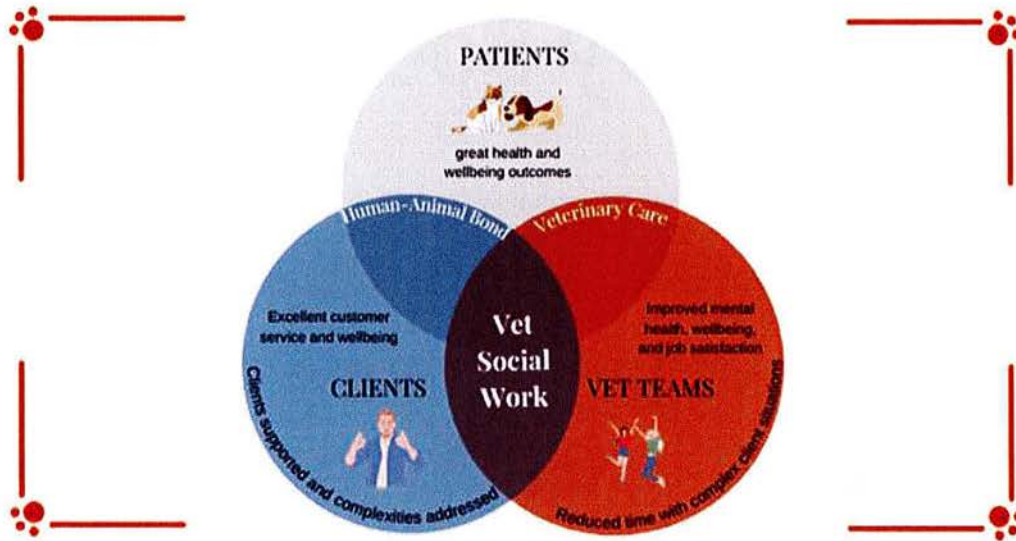 PATIENTS
great health and
wellbeing outcomes
Human-Animal Bond
Veterinary Care
Excellent customer
service and wellbeing
Improved mental
health, wellbeing,
and job satisfaction
Vet
Social
Work
CLIENTS
VET TEAMS
Clients supported and complexities addressed
Reduced time with complex client situations